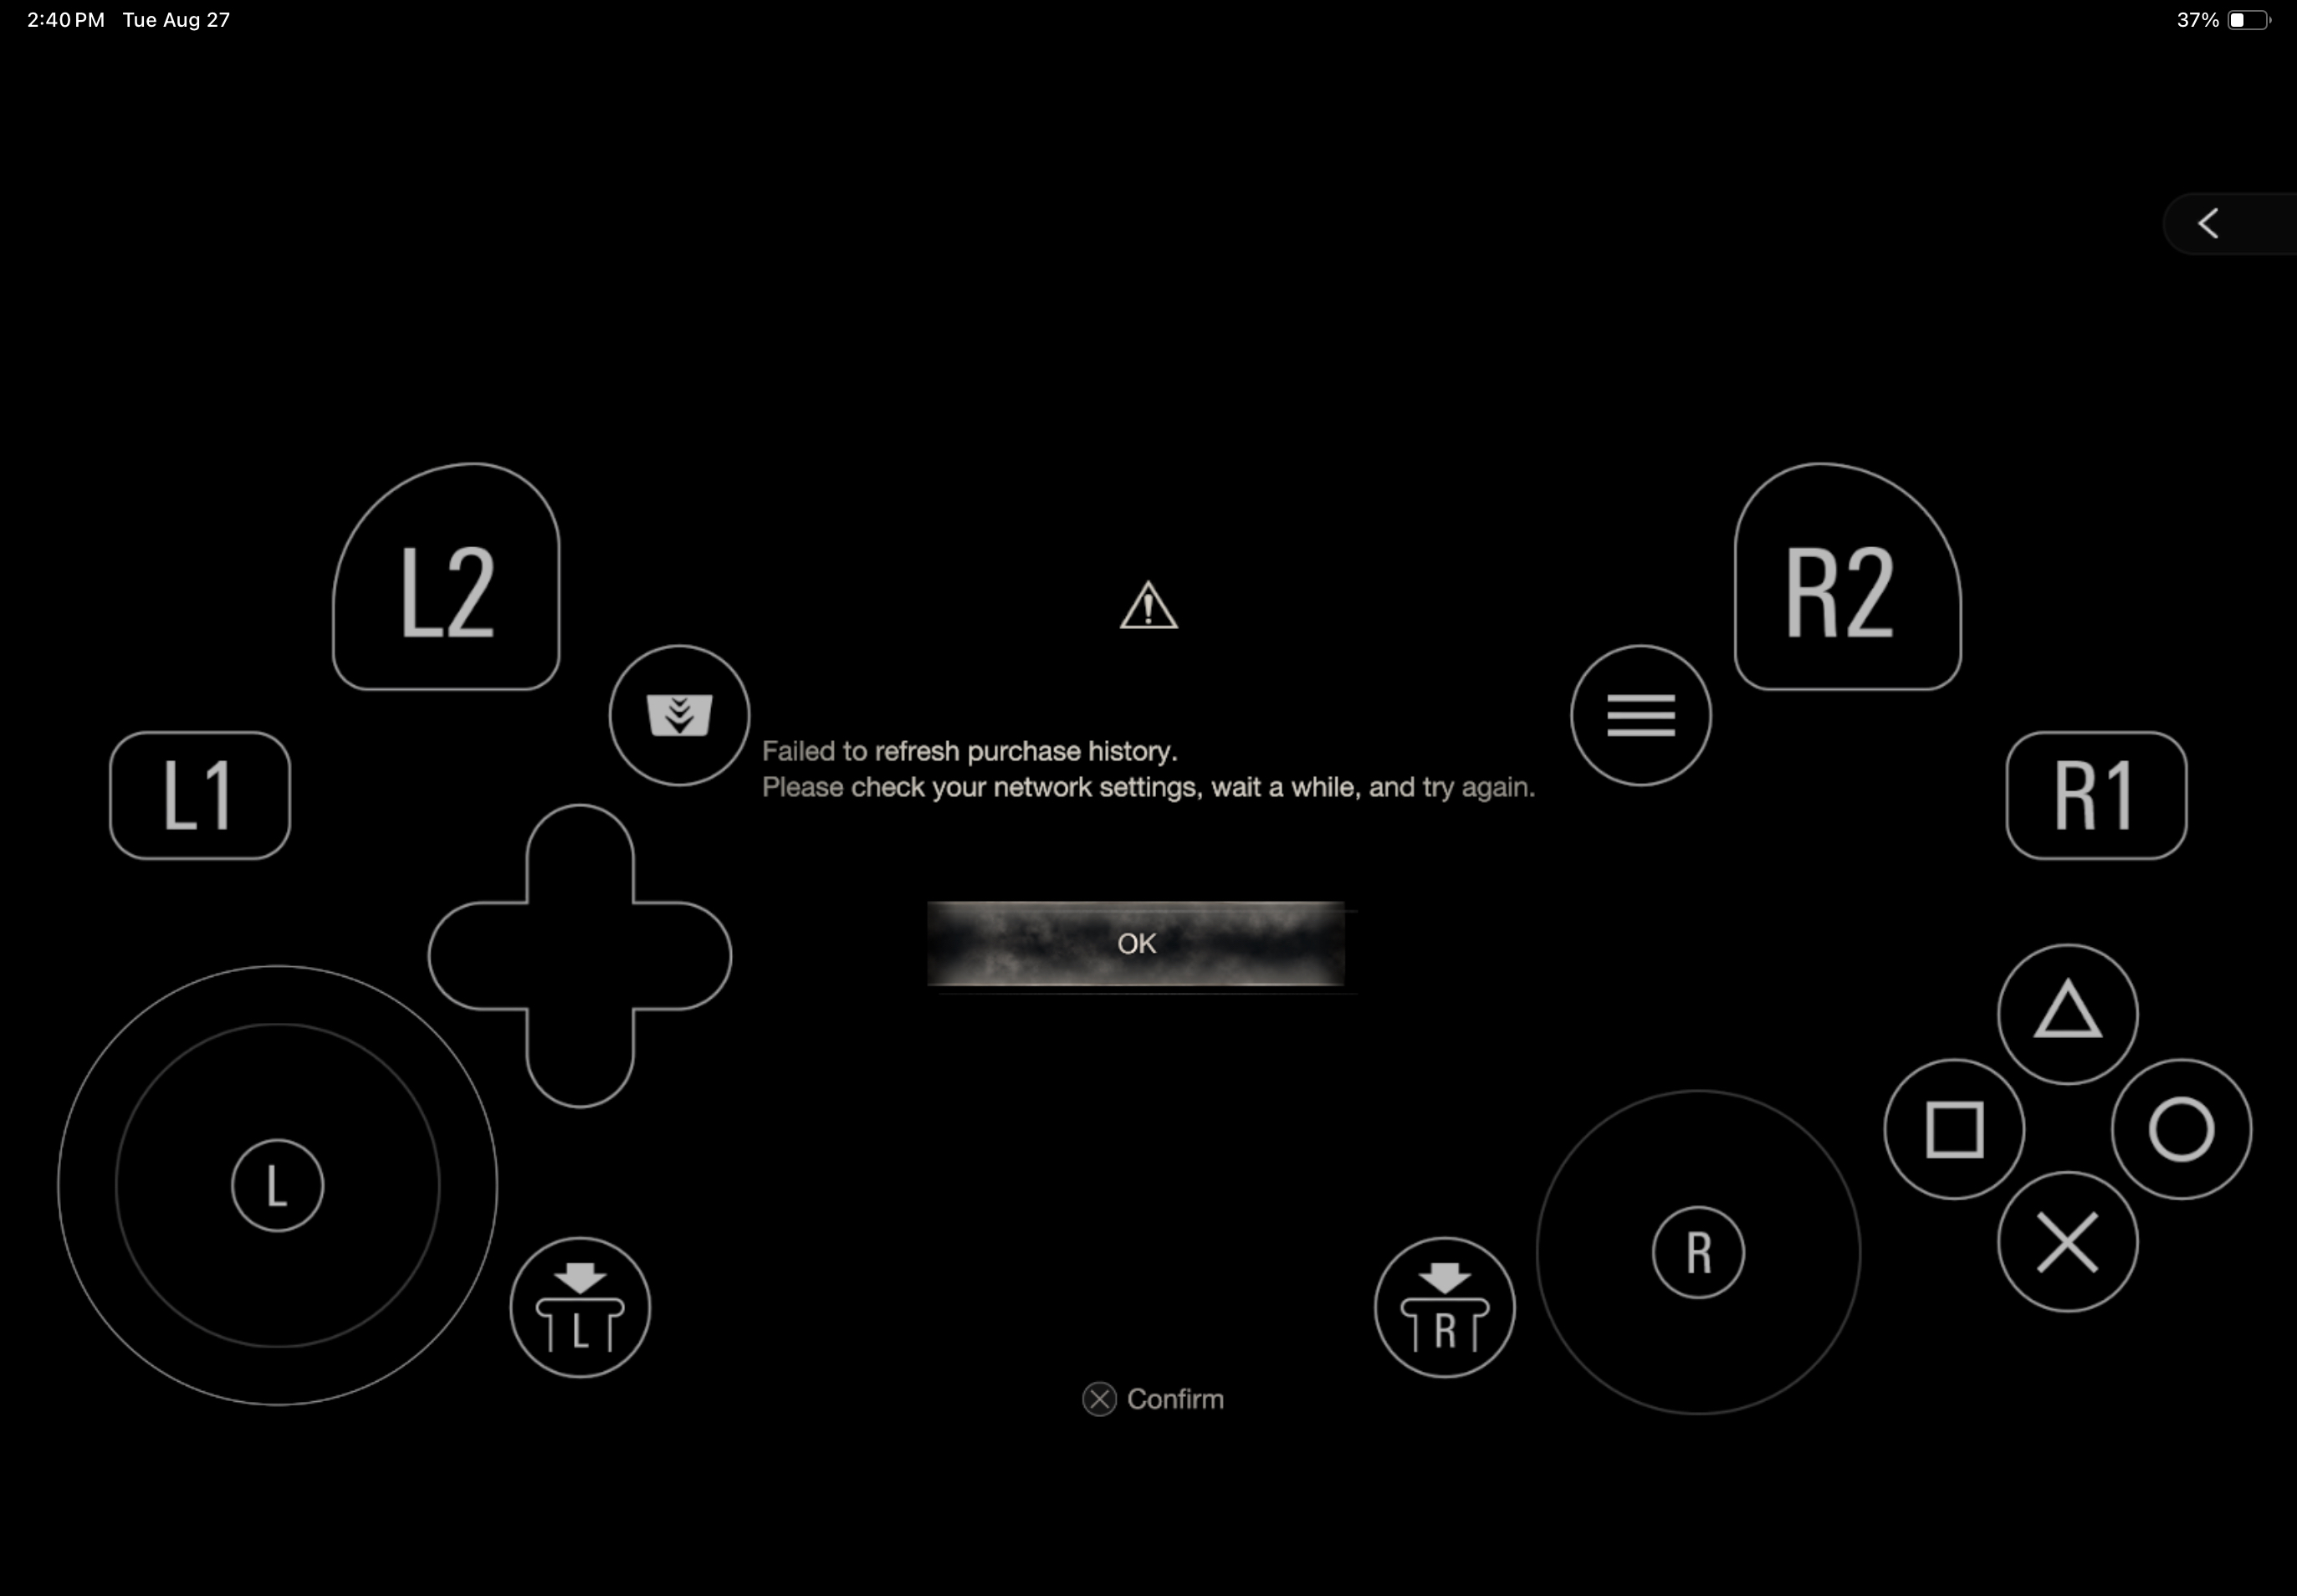 2:40 PM Tue Aug 27
37%
L2
R2
L1
R1
Failed to refresh purchase history.
Please check your network settings, wait a while, and try again.
OK
L
R
L
R
Confirm